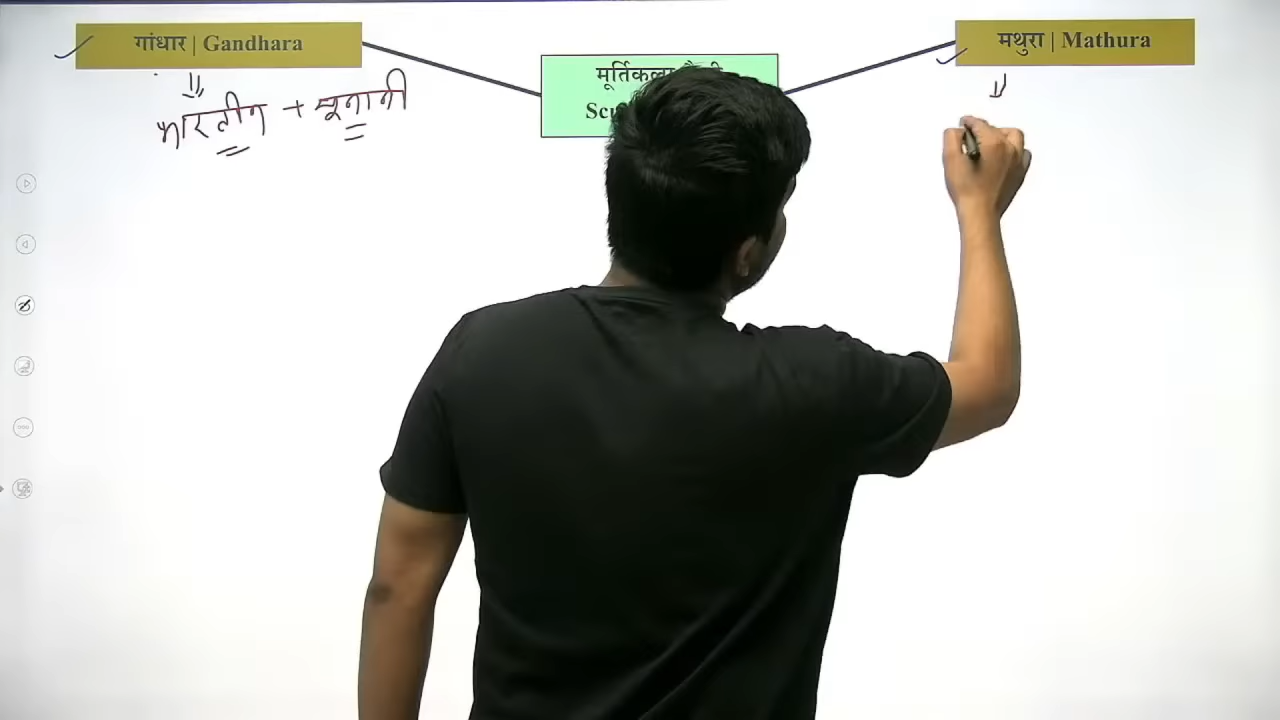 गांधार | Gandhara
मथुरा | Mathura
भारतीय + यूनानी